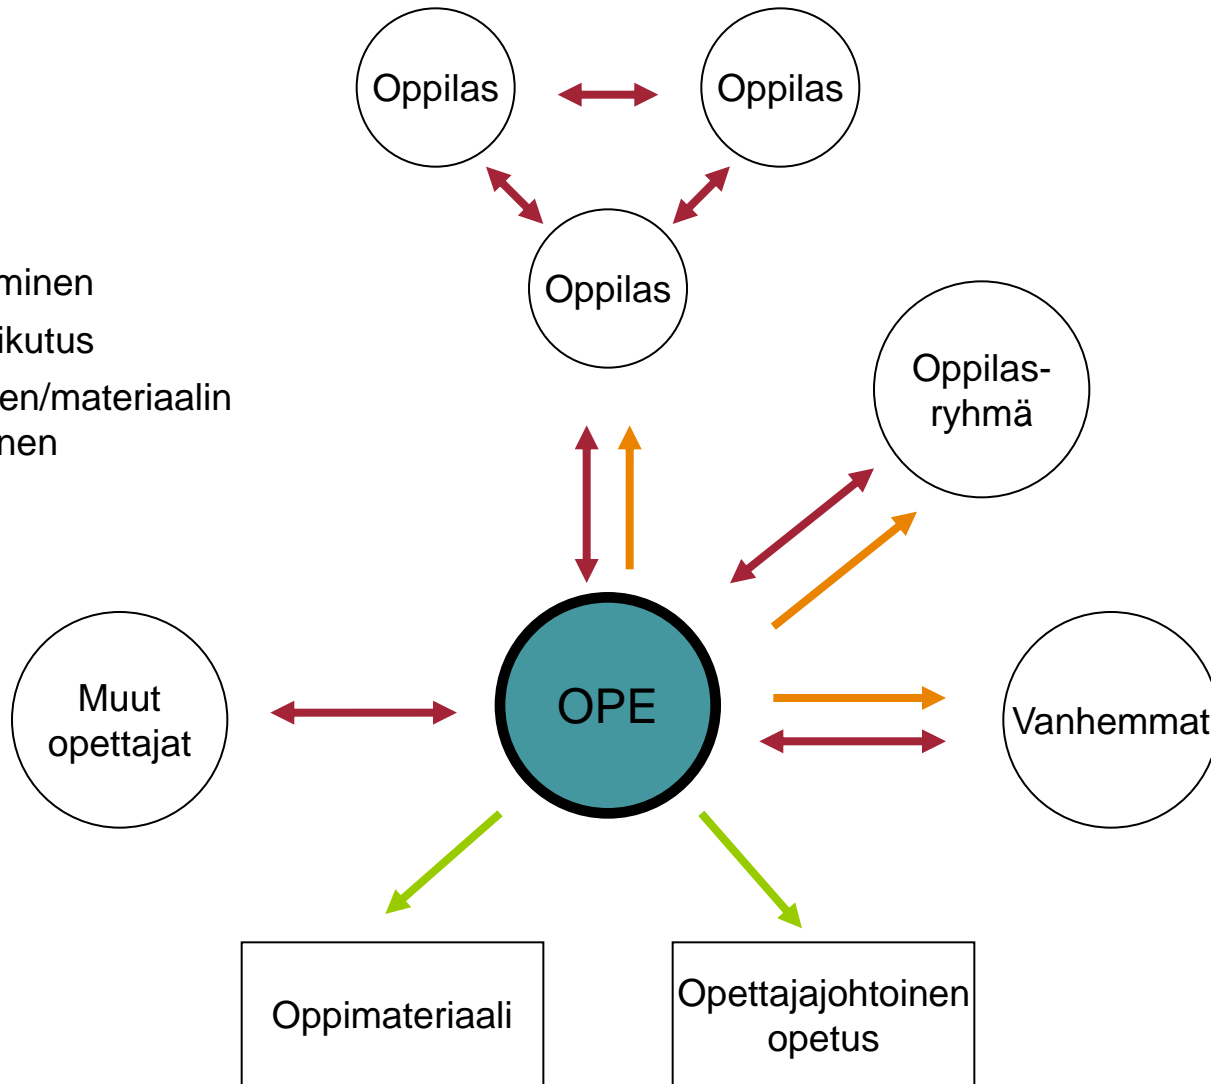 Oppilas
Oppilas
Oppilas
minen
ikutus
en/materiaalin
nen
Oppilas-
ryhmä
Muut
opettajat
OPE
Vanhemmat
Oppimateriaali
Opettajajohtoinen
opetus